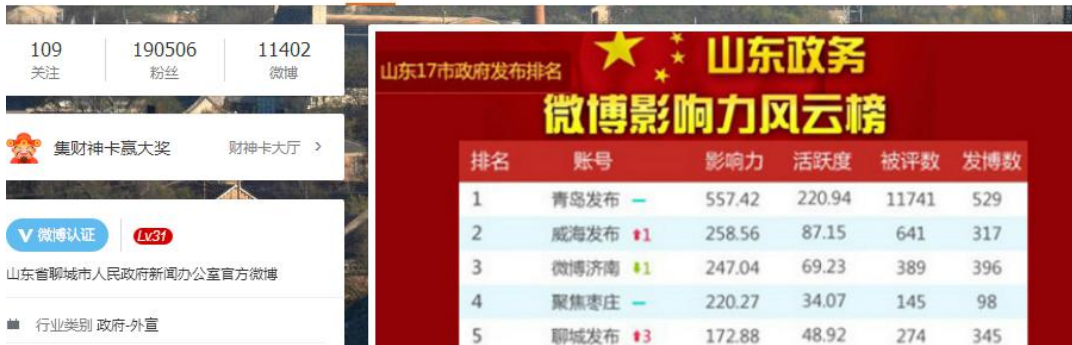 109 190506 11402
关注 粉丝 微博
集财神卡赢大奖 财神卡大厅 >
V 微博认证 Lv.31
山东省聊城市人民政府新闻办公室官方微博
行业类别 政府-外宣
山东17市政府发布排名
山东政务
微博影响力风云榜
排名 账号 影响力 活跃度 被评数 发博数
1 青岛发布 — 557.42 220.94 11741 529
2 威海发布 ⬆1 258.56 87.15 641 317
3 微博济南 ⬇1 247.04 69.23 389 396
4 聚焦枣庄 — 220.27 34.07 145 98
5 聊城发布 ⬆3 172.88 48.92 274 345